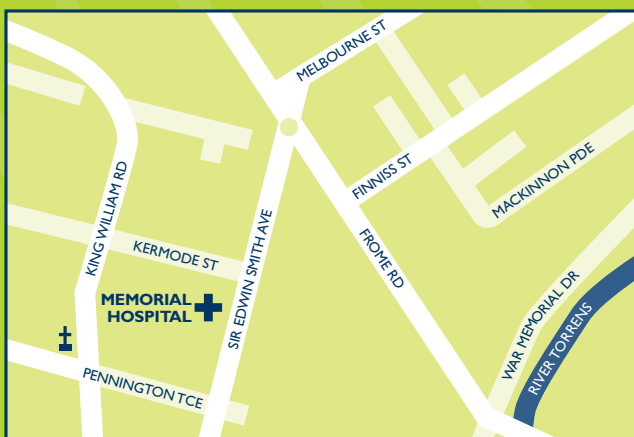 MELBOURNE ST
FINNISS ST
MACKINNON PDE
KING WILLIAM RD
KERMODE ST
SIR EDWIN SMITH AVE
FROME RD
MEMORIAL
HOSPITAL
WAR MEMORIAL DR
RIVER TORRENS
PENNINGTON TCE